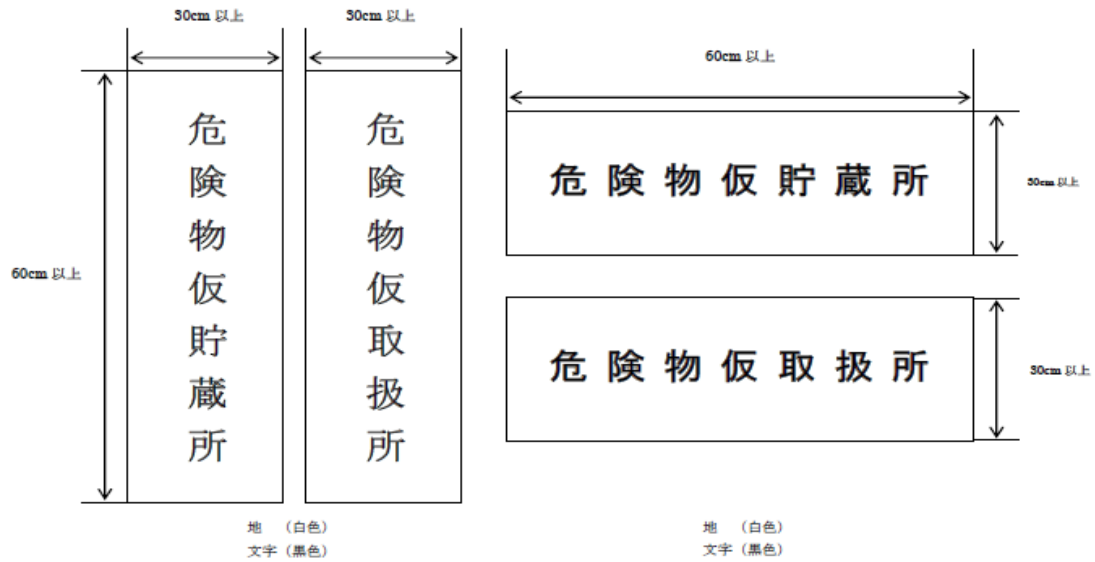 30cm 以上
30cm 以上
60cm 以上
危険物仮貯蔵所
危険物仮取扱所
地　（白色）
文字（黒色）
60cm 以上
危険物仮貯蔵所
30cm 以上
危険物仮取扱所
30cm 以上
地　（白色）
文字（黒色）